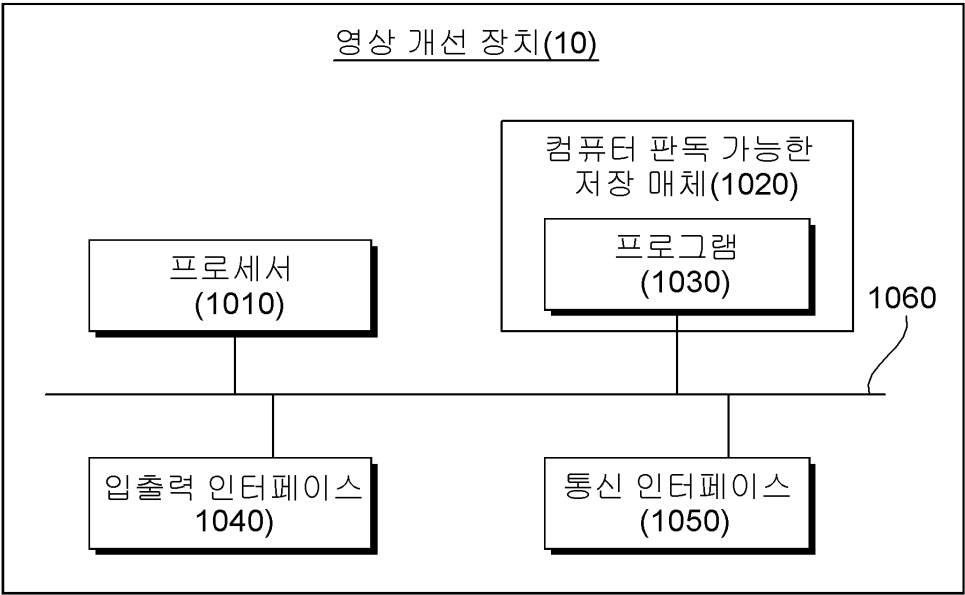 영상 개선 장치(10)
컴퓨터 판독 가능한
저장 매체(1020)
프로그램
(1030)
프로세서
(1010)
1060
입출력 인터페이스
1040)
통신 인터페이스
(1050)